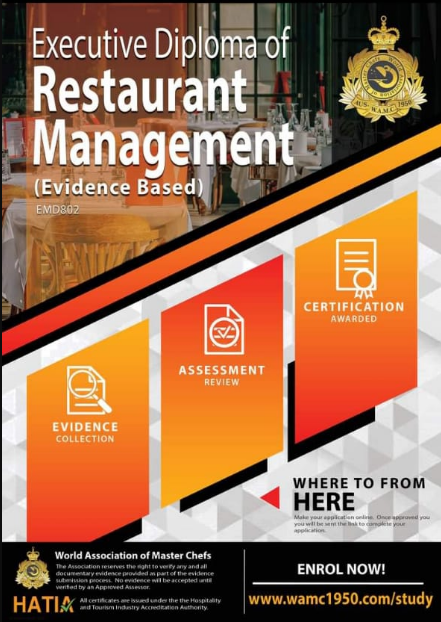 Executive Diploma of
Restaurant
Management
(Evidence Based)
EMD802
AUS-W.A.M.C. 1950
CERTIFICATION
AWARDED
ASSESSMENT
REVIEW
EVIDENCE
COLLECTION
WHERE TO FROM
HERE
Make your application online. Once approved you
you will be sent the link to complete your
application.
World Association of Master Chefs
The Association reserves the right to verify any and all
documentary evidence provided as part of the evidence
submission process. No evidence will be accepted until
verified by an Approved Assessor.
HATIA
All certificates are issued under the the Hospitality
and Tourism Industry Accreditation Authority.
ENROL NOW!
www.wamc1950.com/study